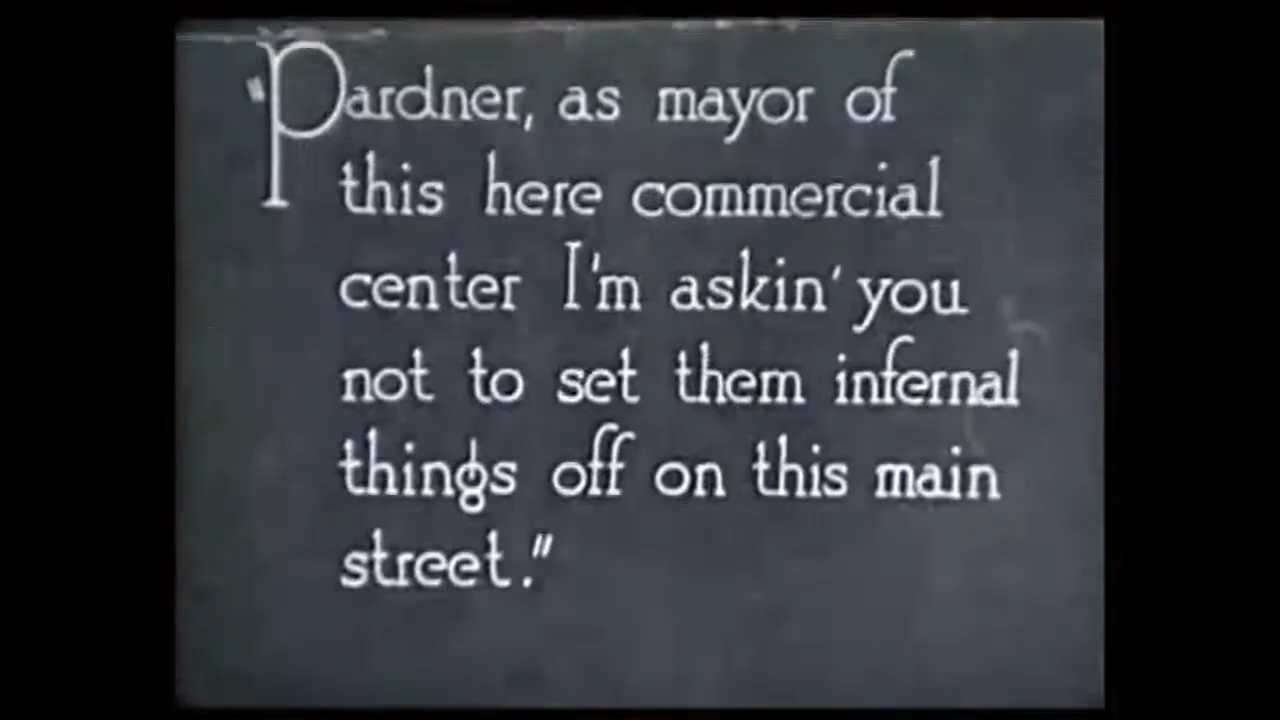 "Pardner, as mayor of
this here commercial
center I'm askin' you
not to set them infernal
things off on this main
street."